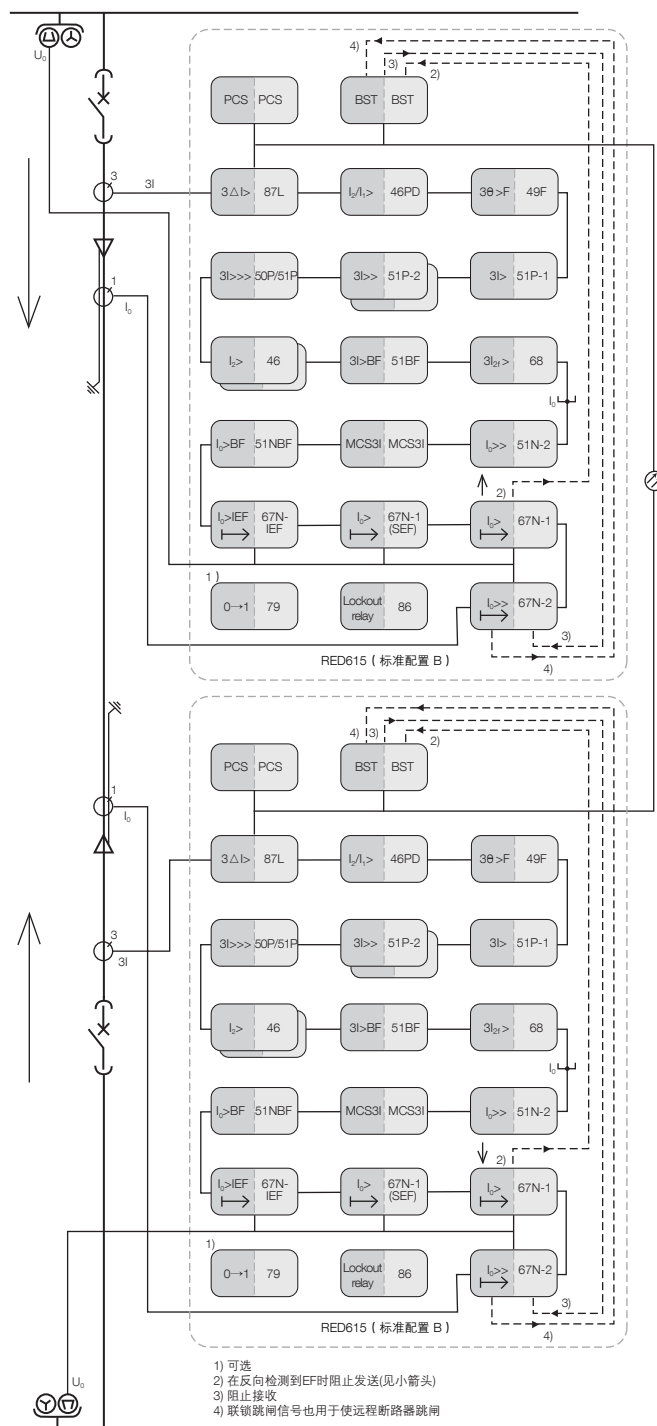 4)
3)
2)
U₀
PCS PCS
BST BST
3
3I
3△I> 87L
I₂/I₁> 46PD
3θ>F 49F
1
I₀
3I>>> 50P/51P
3I>> 51P-2
3I> 51P-1
I₂> 46
3I>BF 51BF
3I₂f> 68
I₀
I₀>BF 51NBF
MCS3I MCS3I
I₀>> 51N-2
2)
I₀>IEF 67N-
IEF
I₀> 67N-1
(SEF)
I₀> 67N-1
1)
0→1 79
Lockout
relay 86
I₀>> 67N-2
3)
4)
RED615（标准配置 B）
4) 3)
2)
PCS PCS
BST BST
1
I₀
3△I> 87L
I₂/I₁> 46PD
3θ>F 49F
3
3I
3I>>> 50P/51P
3I>> 51P-2
3I> 51P-1
I₂> 46
3I>BF 51BF
3I₂f> 68
I₀
I₀>BF 51NBF
MCS3I MCS3I
I₀>> 51N-2
2)
I₀>IEF 67N-
IEF
I₀> 67N-1
(SEF)
I₀> 67N-1
1)
0→1 79
Lockout
relay 86
I₀>> 67N-2
3)
4)
RED615（标准配置 B）
U₀
1) 可选
2) 在反向检测到EF时阻止发送(见小箭头)
3) 阻止接收
4) 联锁跳闸信号也用于使远程断路器跳闸